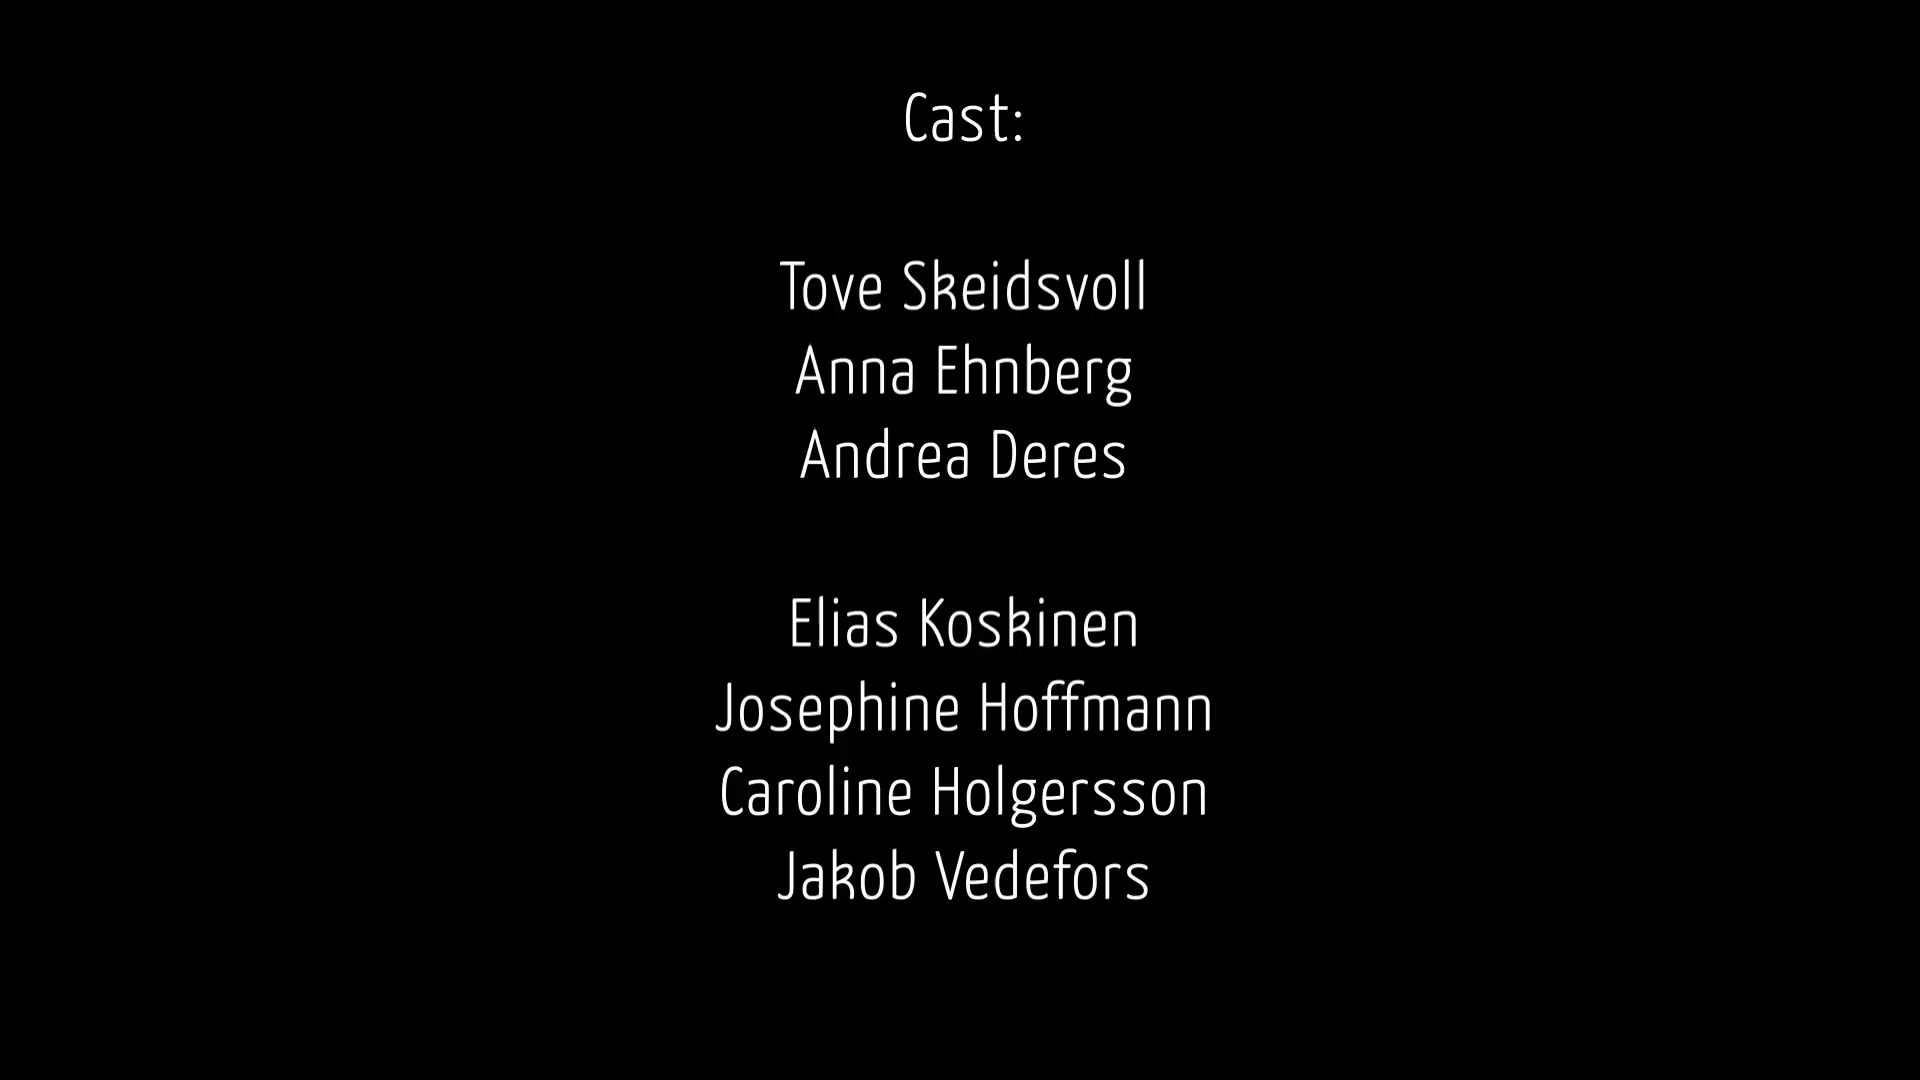 Cast:
Tove Skeidsvoll
Anna Ehnberg
Andrea Deres
Elias Koskinen
Josephine Hoffmann
Caroline Holgersson
Jakob Vedefors